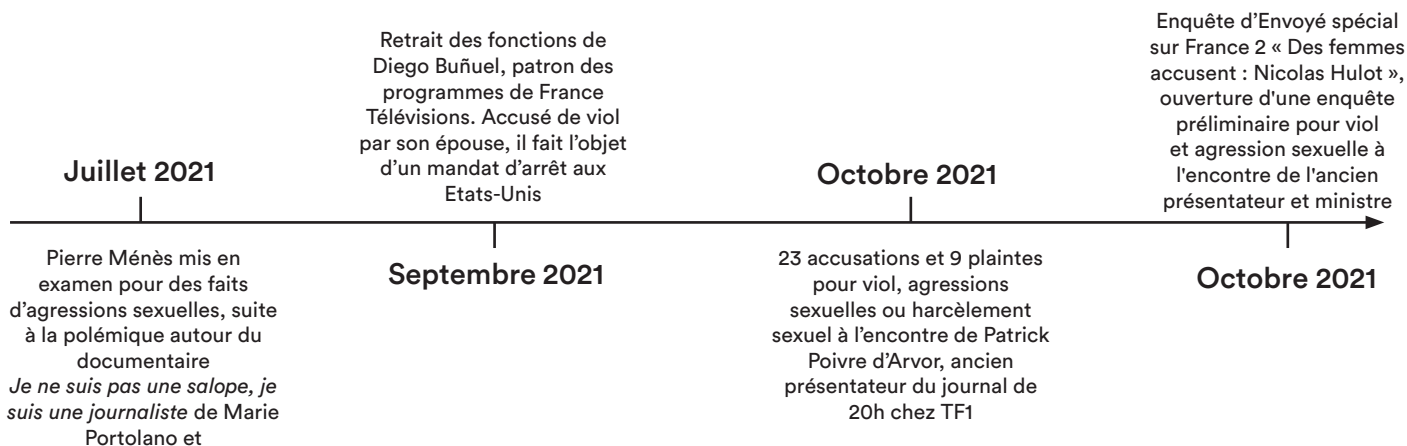 Juillet 2021
Pierre Ménès mis en
examen pour des faits
d’agressions sexuelles, suite
à la polémique autour du
documentaire
Je ne suis pas une salope, je
suis une journaliste de Marie
Portolano et
Retrait des fonctions de
Diego Buñuel, patron des
programmes de France
Télévisions. Accusé de viol
par son épouse, il fait l’objet
d’un mandat d’arrêt aux
Etats-Unis
Septembre 2021
Octobre 2021
23 accusations et 9 plaintes
pour viol, agressions
sexuelles ou harcèlement
sexuel à l’encontre de Patrick
Poivre d’Arvor, ancien
présentateur du journal de
20h chez TF1
Enquête d’Envoyé spécial
sur France 2 « Des femmes
accusent : Nicolas Hulot »,
ouverture d'une enquête
préliminaire pour viol
et agression sexuelle à
l'encontre de l'ancien
présentateur et ministre
Octobre 2021